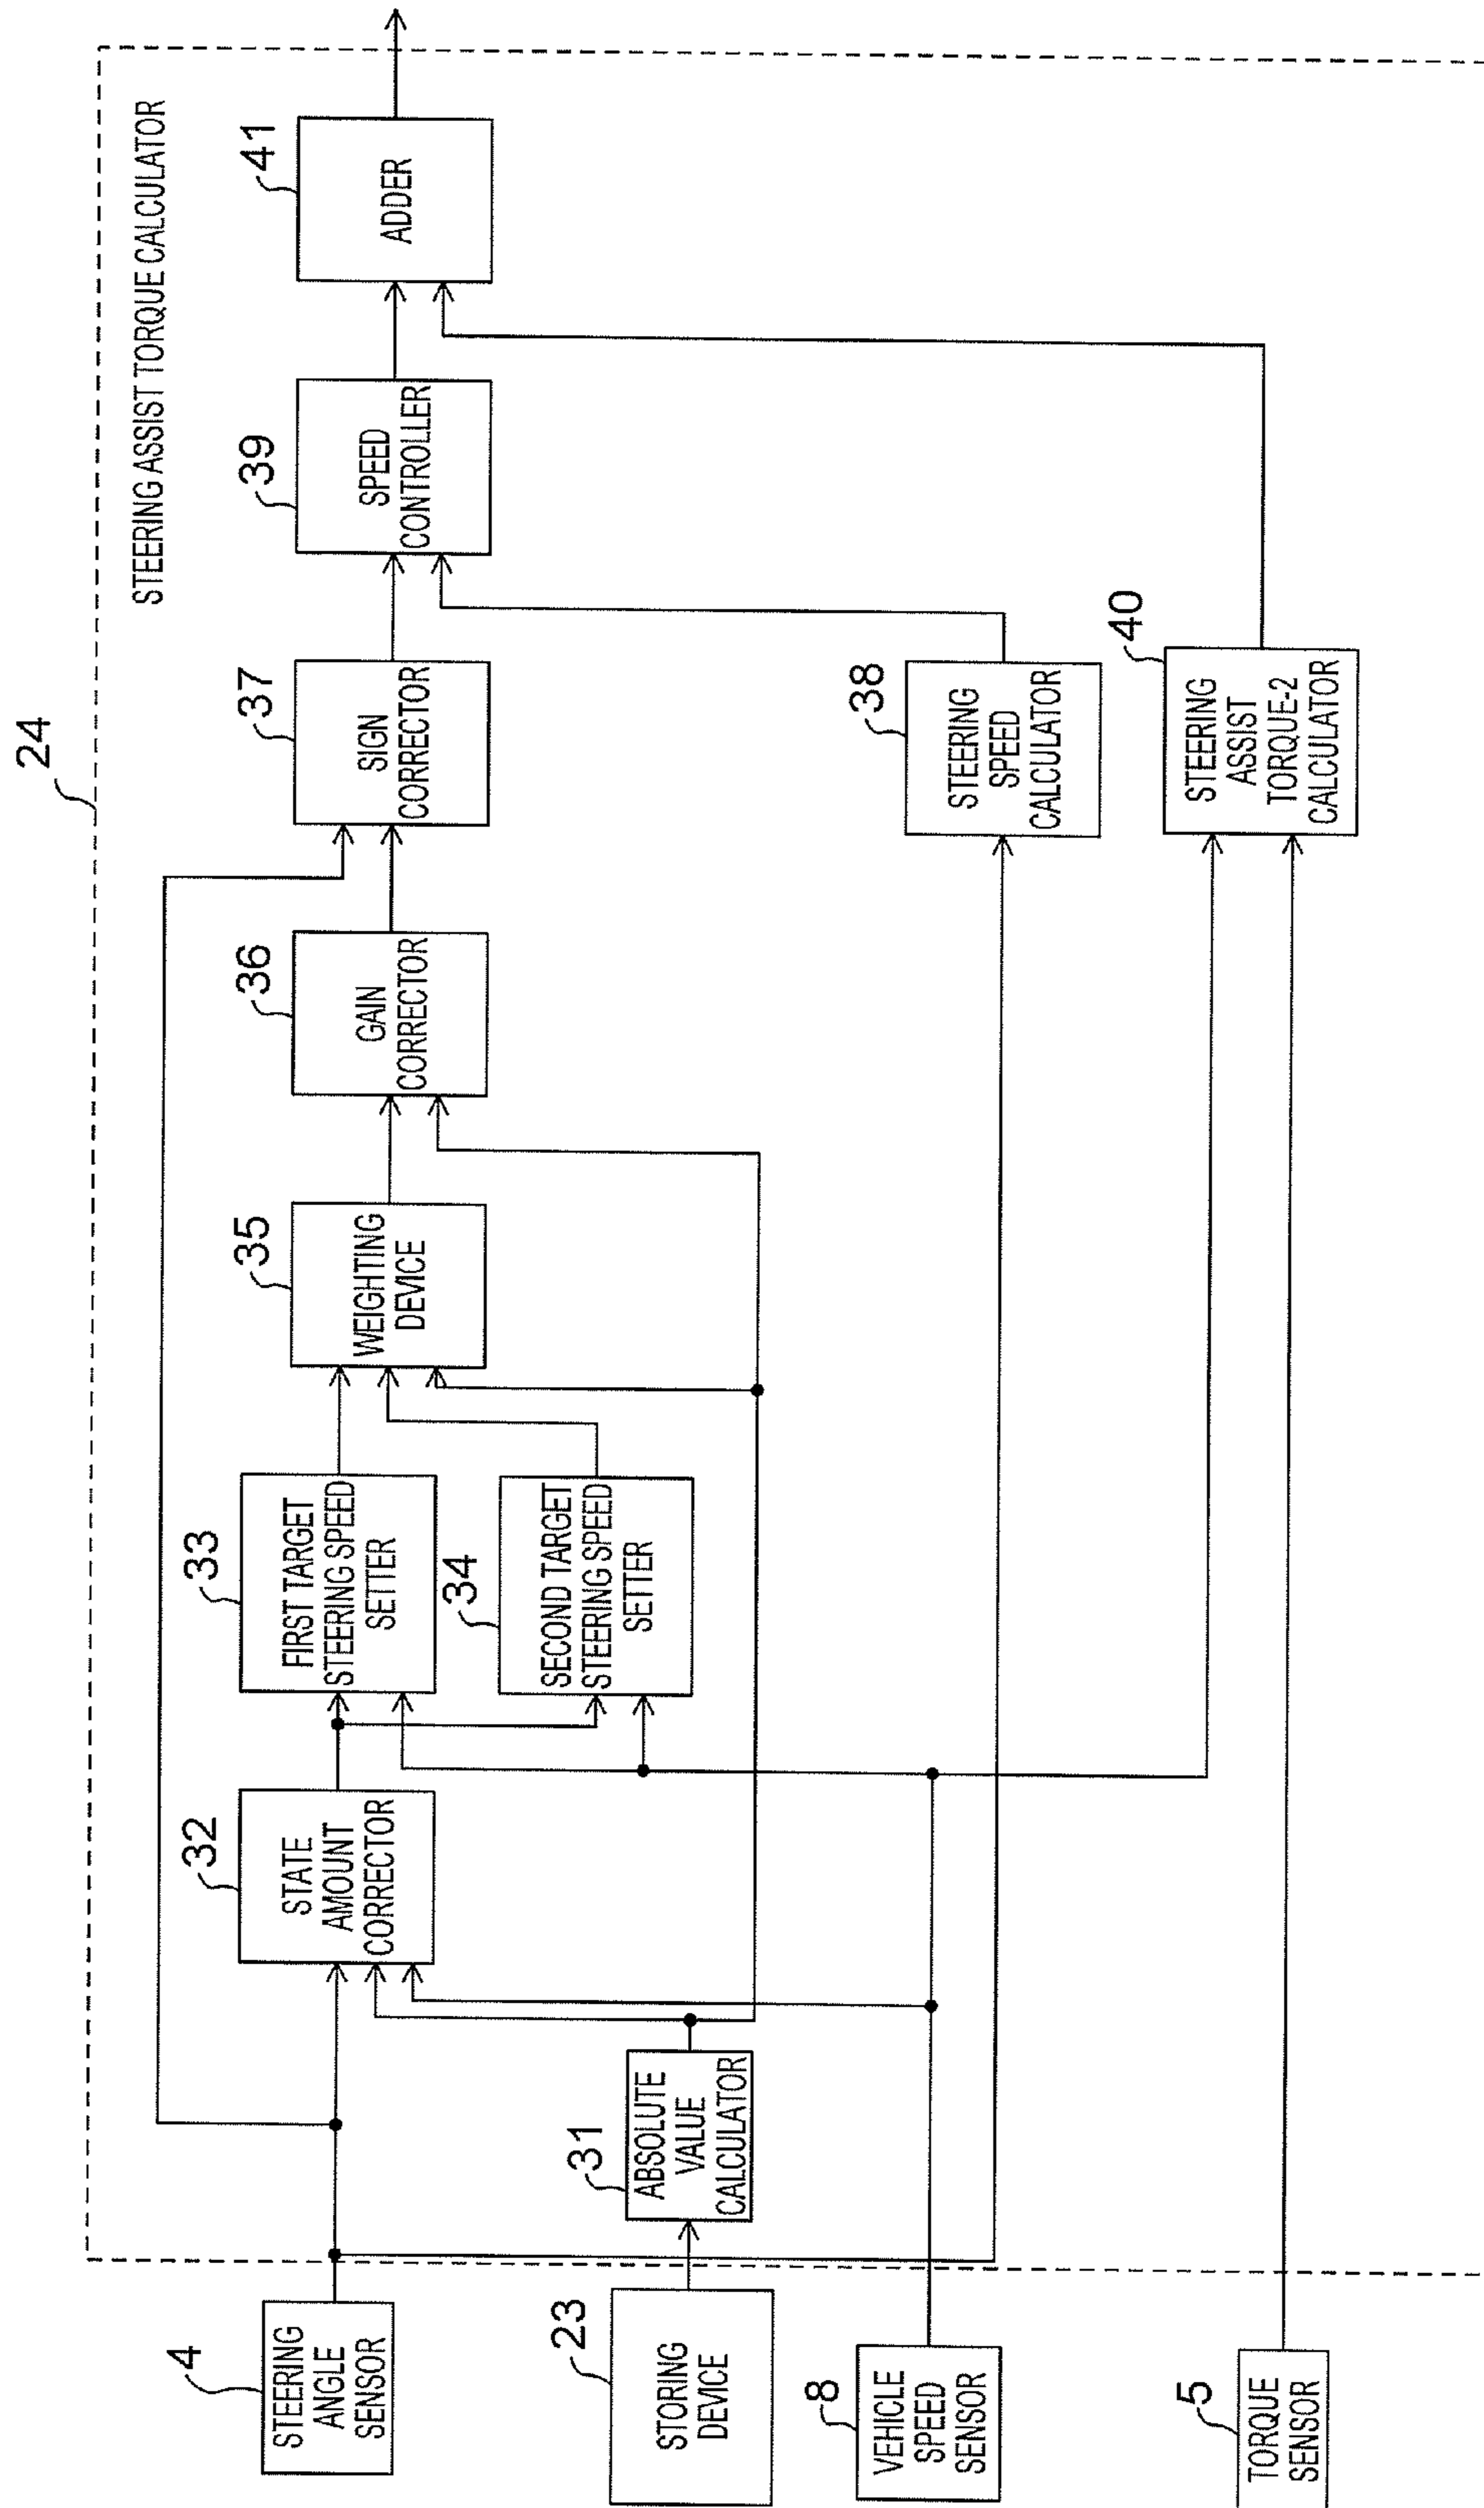 24
STEERING ASSIST TORQUE CALCULATOR
4
STEERING
ANGLE
SENSOR
23
STORING
DEVICE
8
VEHICLE
SPEED
SENSOR
5
TORQUE
SENSOR
31
ABSOLUTE
VALUE
CALCULATOR
32
STATE
AMOUNT
CORRECTOR
33
FIRST TARGET
STEERING SPEED
SETTER
34
SECOND TARGET
STEERING SPEED
SETTER
35
WEIGHTING
DEVICE
36
GAIN
CORRECTOR
37
SIGN
CORRECTOR
38
STEERING
SPEED
CALCULATOR
39
SPEED
CONTROLLER
40
STEERING
ASSIST
TORQUE-2
CALCULATOR
41
ADDER